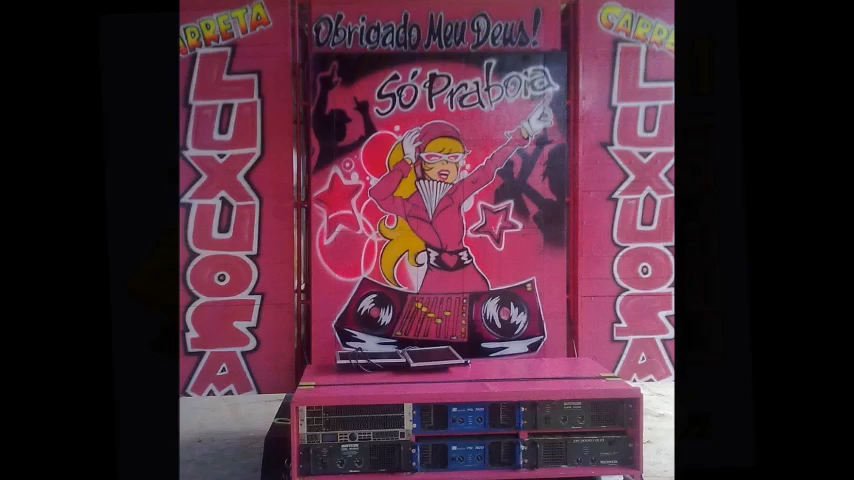 CARRETA
LUXUOSA
Obrigado Meu Deus!
Só Praboia
CARRE
LUXUOSA